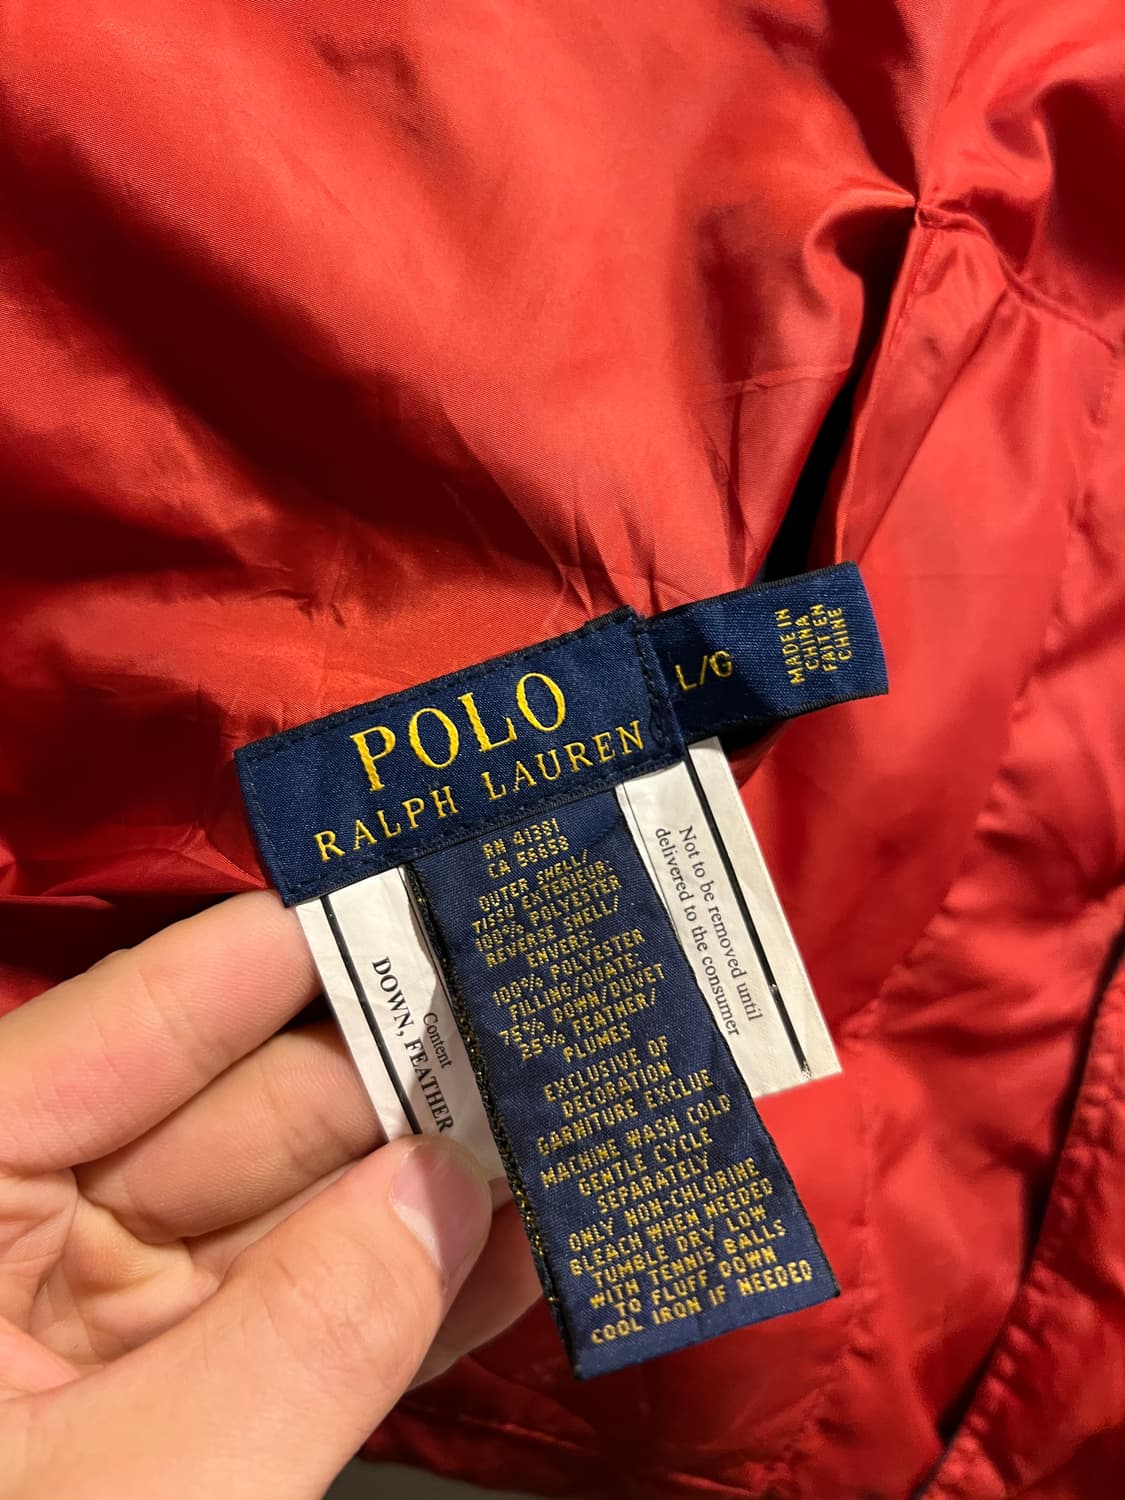 POLO
RALPH LAUREN
L/G
MADE IN
CHINA
FAIT EN
CHINE
RN 41381
CA 56658
OUTER SHELL/
TISSU EXTERIEUR
100% POLYESTER
REVERSE SHELL/
ENVERS
100% POLYESTER
FILLING/OUATE
75% DOWN/DUVET
25% FEATHER/
PLUMES
EXCLUSIVE OF
DECORATION
GARNITURE EXCLUE
MACHINE WASH COLD
GENTLE CYCLE
SEPARATELY
ONLY NON-CHLORINE
BLEACH WHEN NEEDED
TUMBLE DRY LOW
WITH TENNIS BALLS
TO FLUFF DOWN
COOL IRON IF NEEDED
Content
DOWN, FEATHER
Not to be removed until
delivered to the consumer